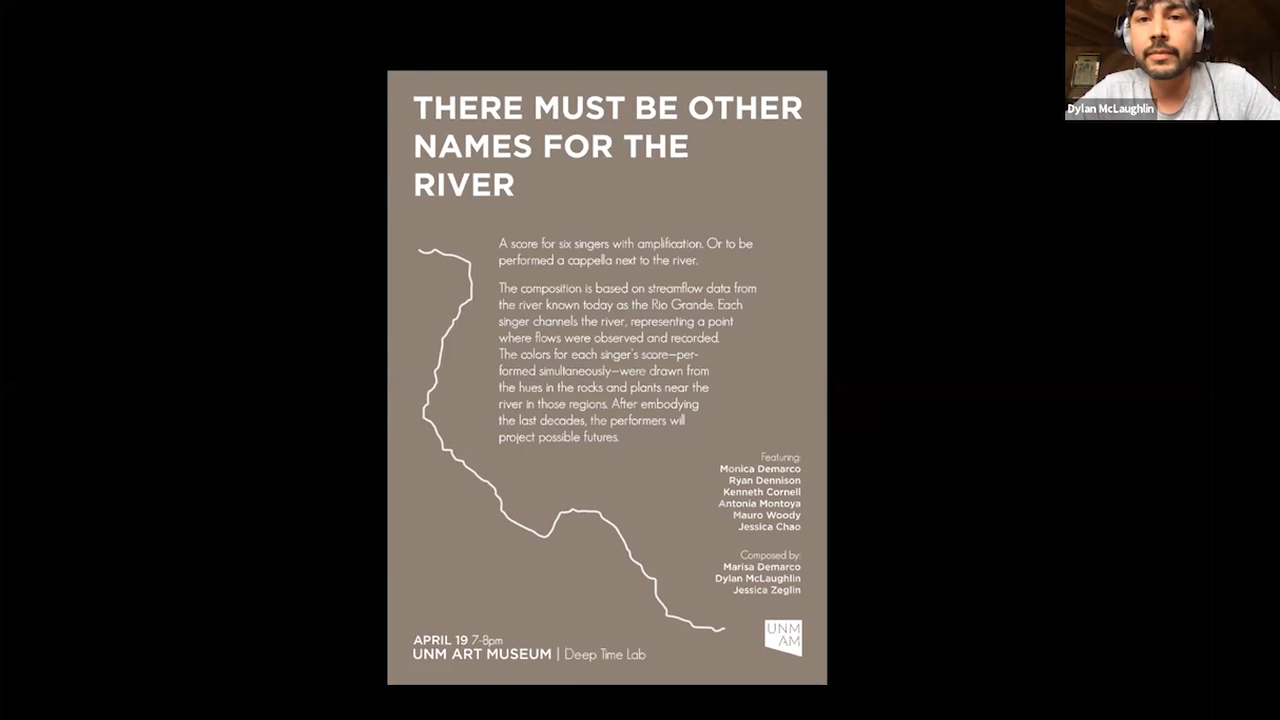 THERE MUST BE OTHER
NAMES FOR THE
RIVER
A score for six singers with amplification. Or to be
performed a cappella next to the river.
The composition is based on streamflow data from
the river known today as the Rio Grande. Each
singer channels the river, representing a point
where flows were observed and recorded.
The colors for each singer's score—per-
formed simultaneously—were drawn from
the hues in the rocks and plants near the
river in those regions. After embodying
the last decades, the performers will
project possible futures.
Featuring:
Monica Demarco
Ryan Dennison
Kenneth Cornell
Antonia Montoya
Mauro Woody
Jessica Chao
Composed by:
Marisa Demarco
Dylan McLaughlin
Jessica Zeglin
APRIL 19 7-8pm
UNM ART MUSEUM | Deep Time Lab
UNM
AM
Dylan McLaughlin